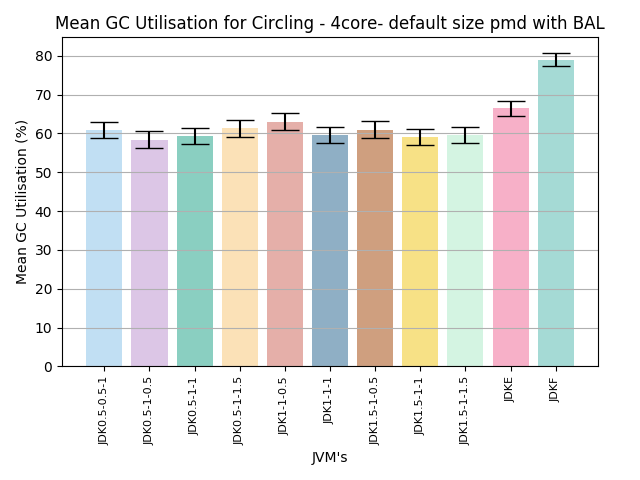 Mean GC Utilisation for Circling - 4core- default size pmd with BAL
Mean GC Utilisation (%)
80
70
60
50
40
30
20
10
0
JDK0.5-0.5-1
JDK0.5-1-0.5
JDK0.5-1-1
JDK0.5-1-1.5
JDK1-1-0.5
JDK1-1-1
JDK1.5-1-0.5
JDK1.5-1-1
JDK1.5-1-1.5
JDKE
JDKF
JVM's